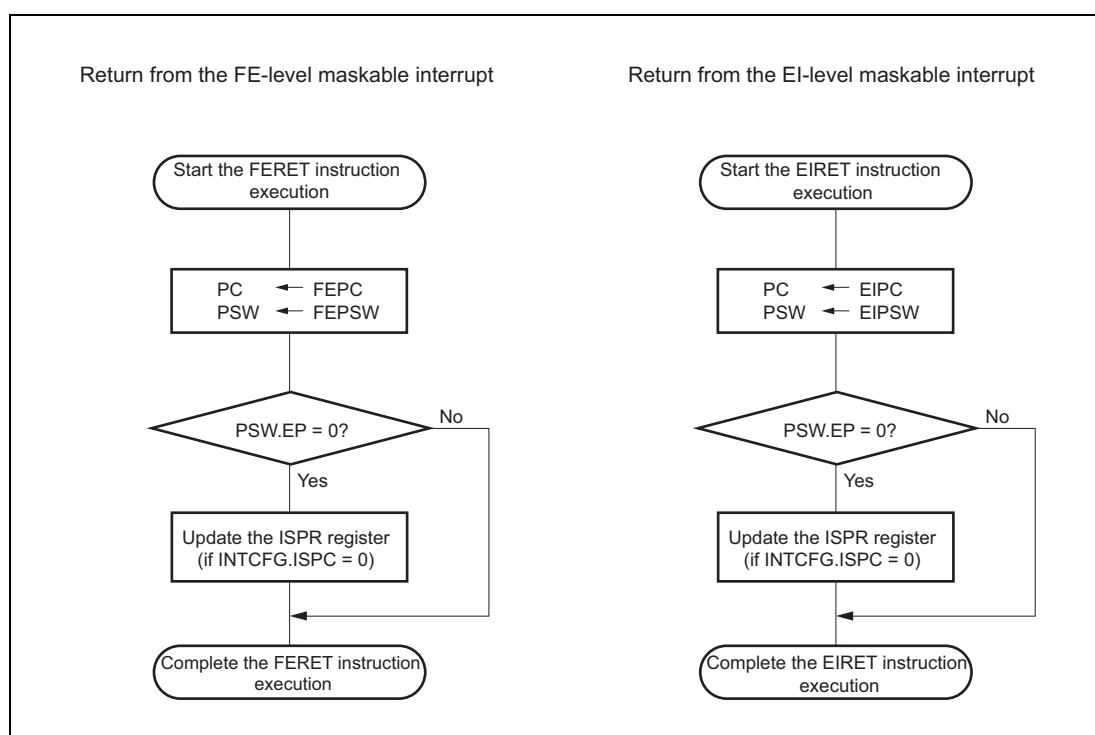 Return from the FE-level maskable interrupt
Start the FERET instruction
execution
PC ← FEPC
PSW ← FEPSW
PSW.EP = 0?
No
Yes
Update the ISPR register
(if INTCFG.ISPC = 0)
Complete the FERET instruction
execution
Return from the EI-level maskable interrupt
Start the EIRET instruction
execution
PC ← EIPC
PSW ← EIPSW
PSW.EP = 0?
No
Yes
Update the ISPR register
(if INTCFG.ISPC = 0)
Complete the EIRET instruction
execution